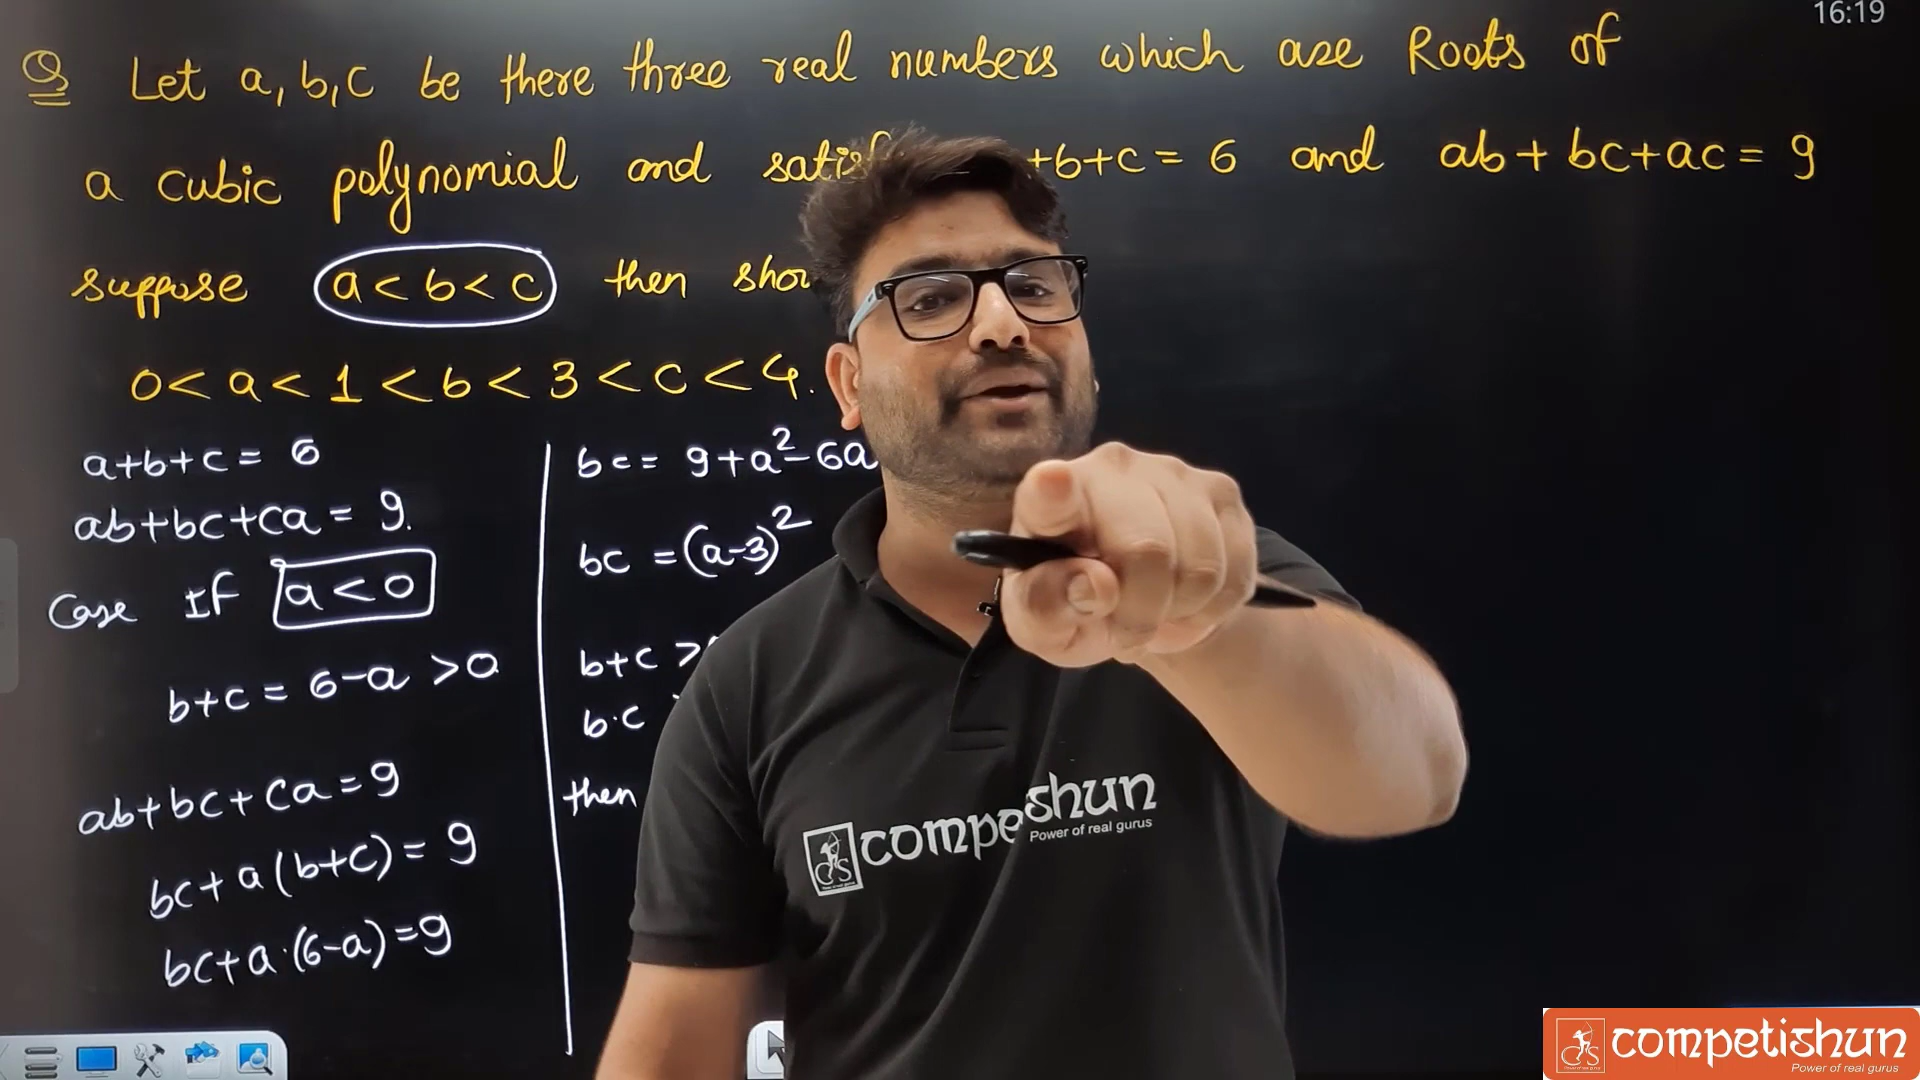 16:19
Q Let a, b, c be there three real numbers which are Roots of
a cubic polynomial and +b+c = 6 and ab + bc + ac = 9
suppose a < b < c then
0 < a < 1 < b < 3 < c < 4.
a+b+c = 6
ab+bc+ca = 9.
Case If a < 0
b+c = 6-a > 0
ab+bc+ca = 9
bc+a(b+c) = 9
bc+a·(6-a) = 9
bc = 9+a²-6a
bc = (a-3)²
b+c >
b·c
then
competishun
Power of real gurus
CS
competishun
Power of real gurus